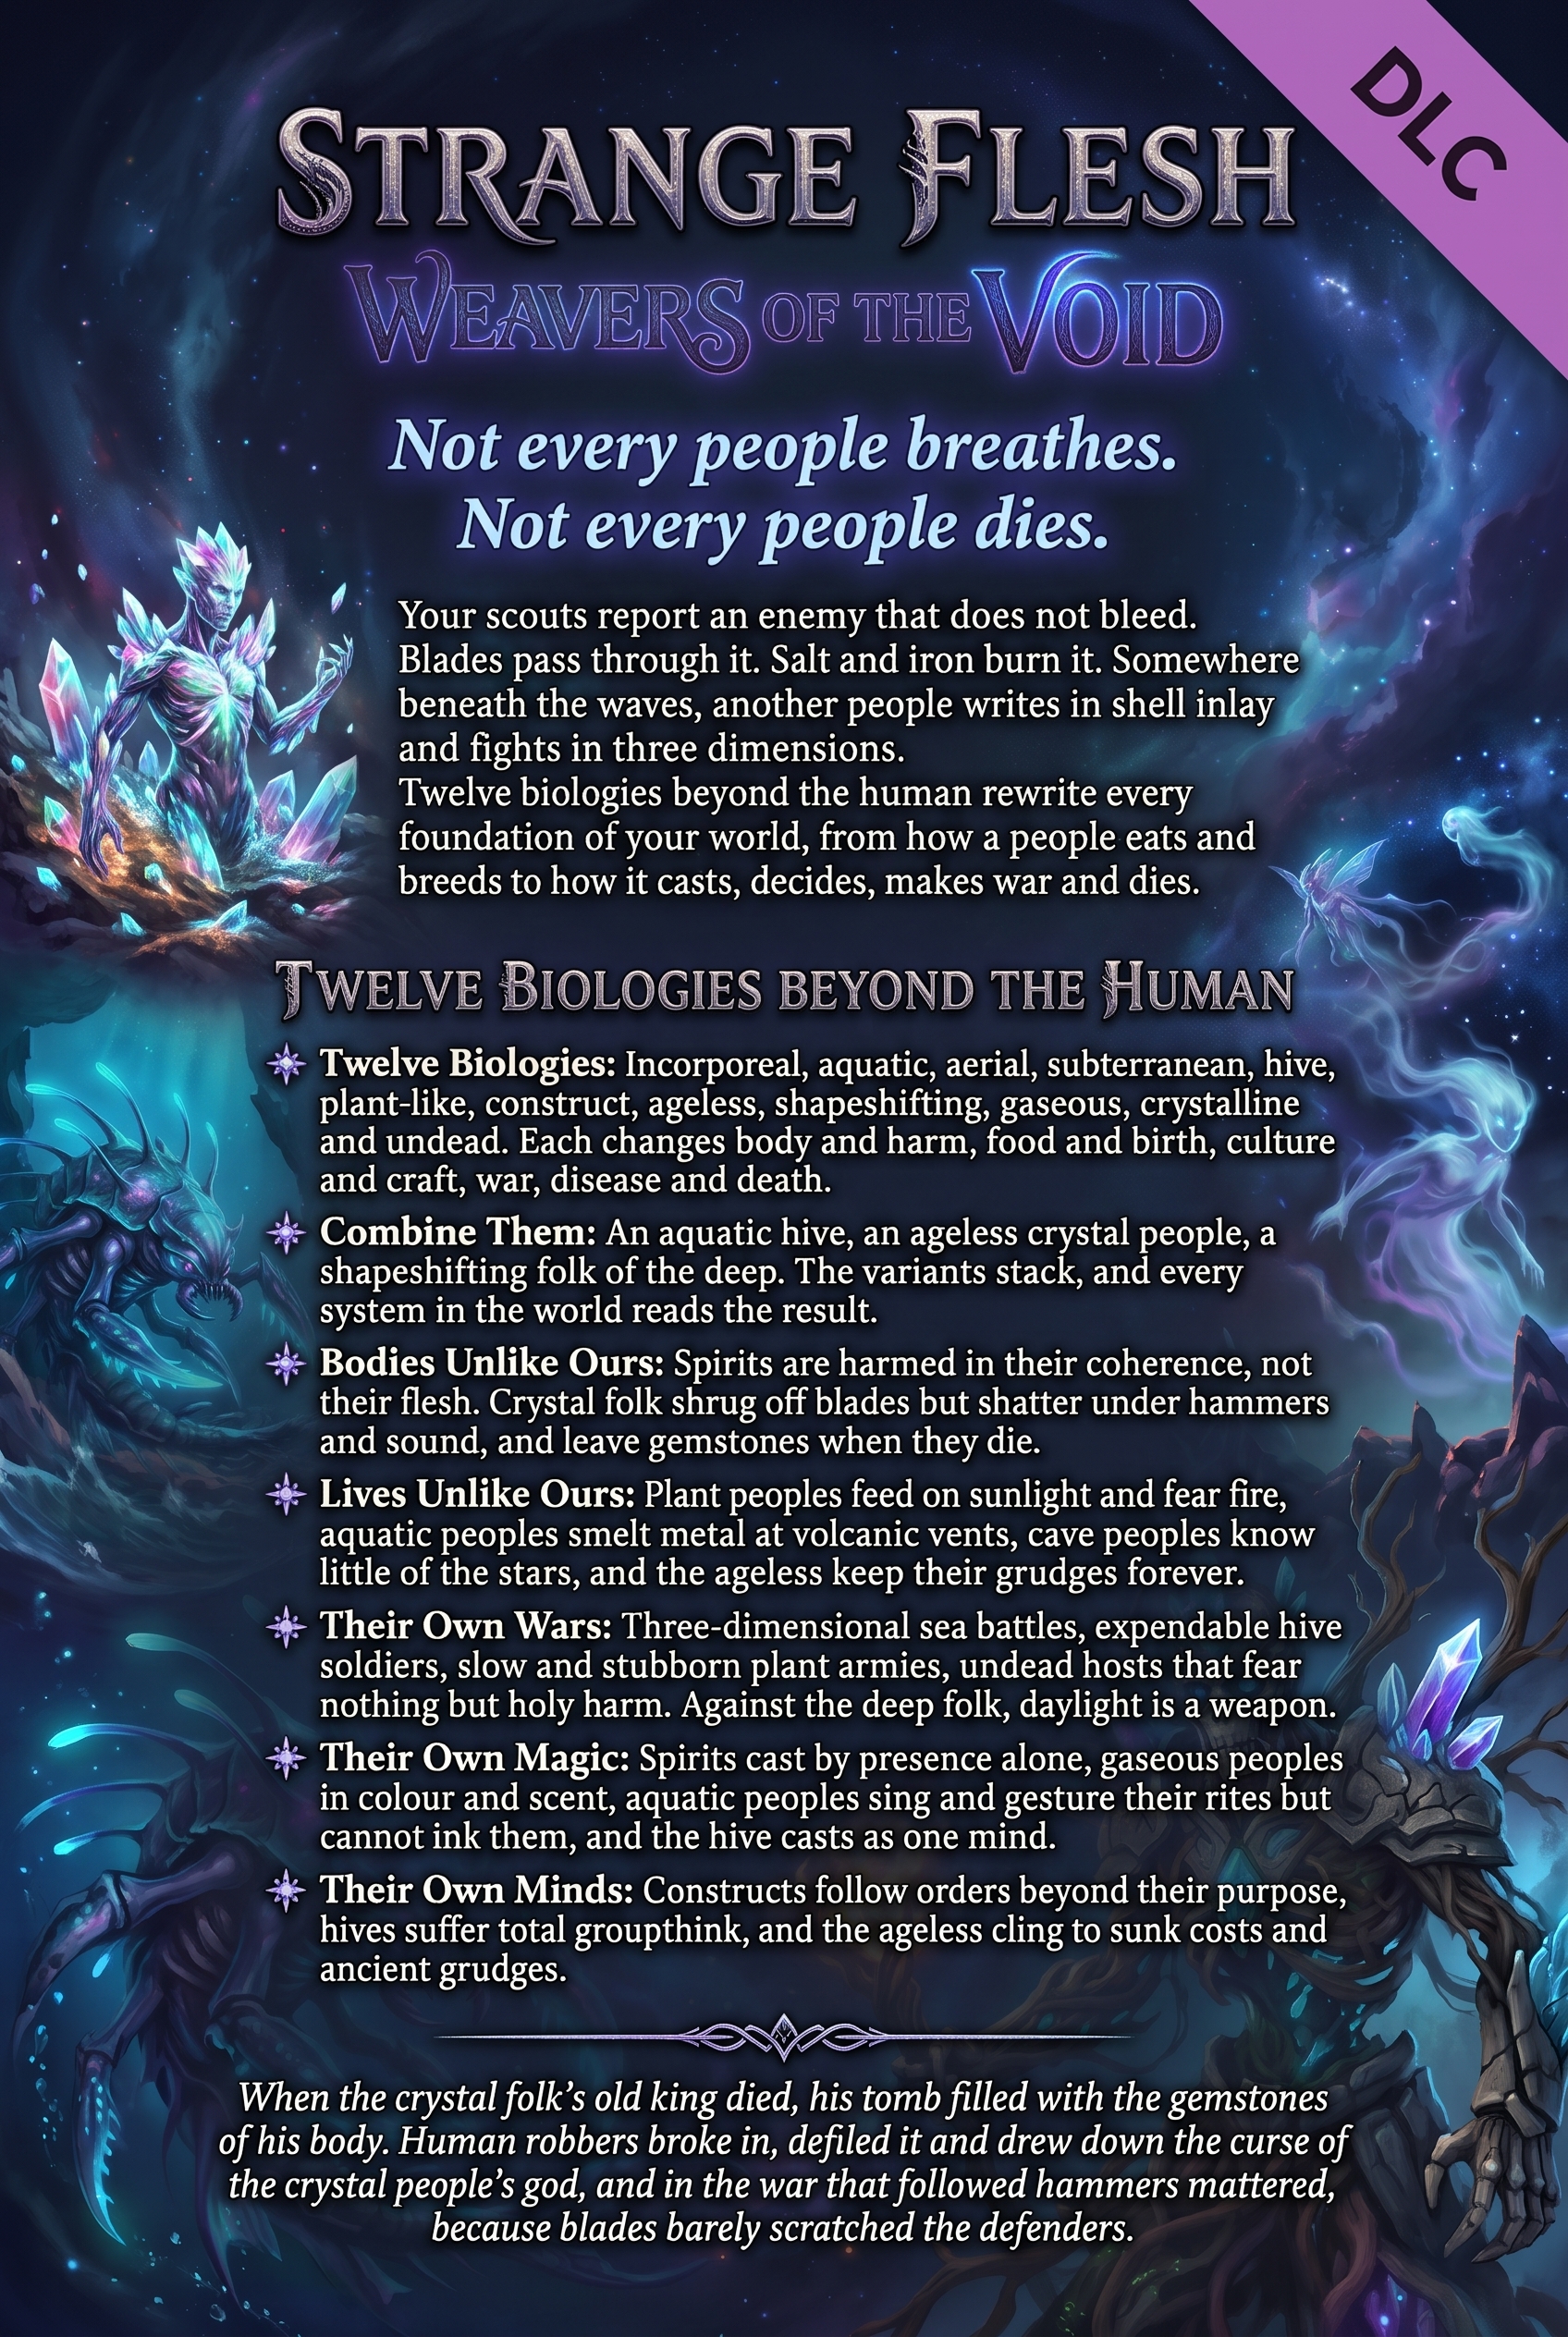 DLC
Strange Flesh
Weavers of the Void
Not every people breathes.
Not every people dies.
Your scouts report an enemy that does not bleed.
Blades pass through it. Salt and iron burn it. Somewhere
beneath the waves, another people writes in shell inlay
and fights in three dimensions.
Twelve biologies beyond the human rewrite every
foundation of your world, from how a people eats and
breeds to how it casts, decides, makes war and dies.
Twelve Biologies beyond the Human
Twelve Biologies: Incorporeal, aquatic, aerial, subterranean, hive,
plant-like, construct, ageless, shapeshifting, gaseous, crystalline
and undead. Each changes body and harm, food and birth, culture
and craft, war, disease and death.
Combine Them: An aquatic hive, an ageless crystal people, a
shapeshifting folk of the deep. The variants stack, and every
system in the world reads the result.
Bodies Unlike Ours: Spirits are harmed in their coherence, not
their flesh. Crystal folk shrug off blades but shatter under hammers
and sound, and leave gemstones when they die.
Lives Unlike Ours: Plant peoples feed on sunlight and fear fire,
aquatic peoples smelt metal at volcanic vents, cave peoples know
little of the stars, and the ageless keep their grudges forever.
Their Own Wars: Three-dimensional sea battles, expendable hive
soldiers, slow and stubborn plant armies, undead hosts that fear
nothing but holy harm. Against the deep folk, daylight is a weapon.
Their Own Magic: Spirits cast by presence alone, gaseous peoples
in colour and scent, aquatic peoples sing and gesture their rites but
cannot ink them, and the hive casts as one mind.
Their Own Minds: Constructs follow orders beyond their purpose,
hives suffer total groupthink, and the ageless cling to sunk costs and
ancient grudges.
When the crystal folk’s old king died, his tomb filled with the gemstones
of his body. Human robbers broke in, defiled it and drew down the curse of
the crystal people’s god, and in the war that followed hammers mattered,
because blades barely scratched the defenders.